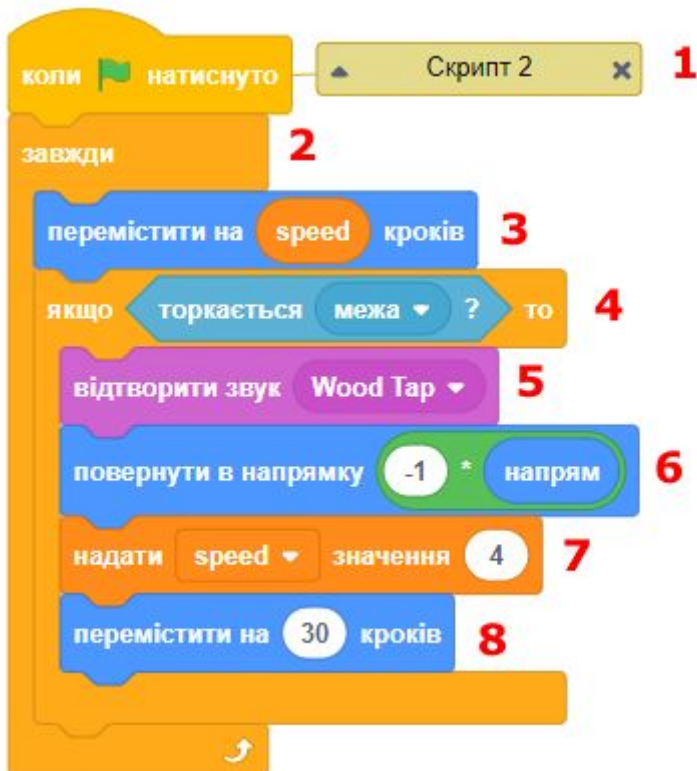 коли натиснуто Скрипт 2 1
завжди 2
перемістити на speed кроків 3
якщо торкається межа ? то 4
відтворити звук Wood Tap 5
повернути в напрямку -1 * напрям 6
надати speed значення 4 7
перемістити на 30 кроків 8